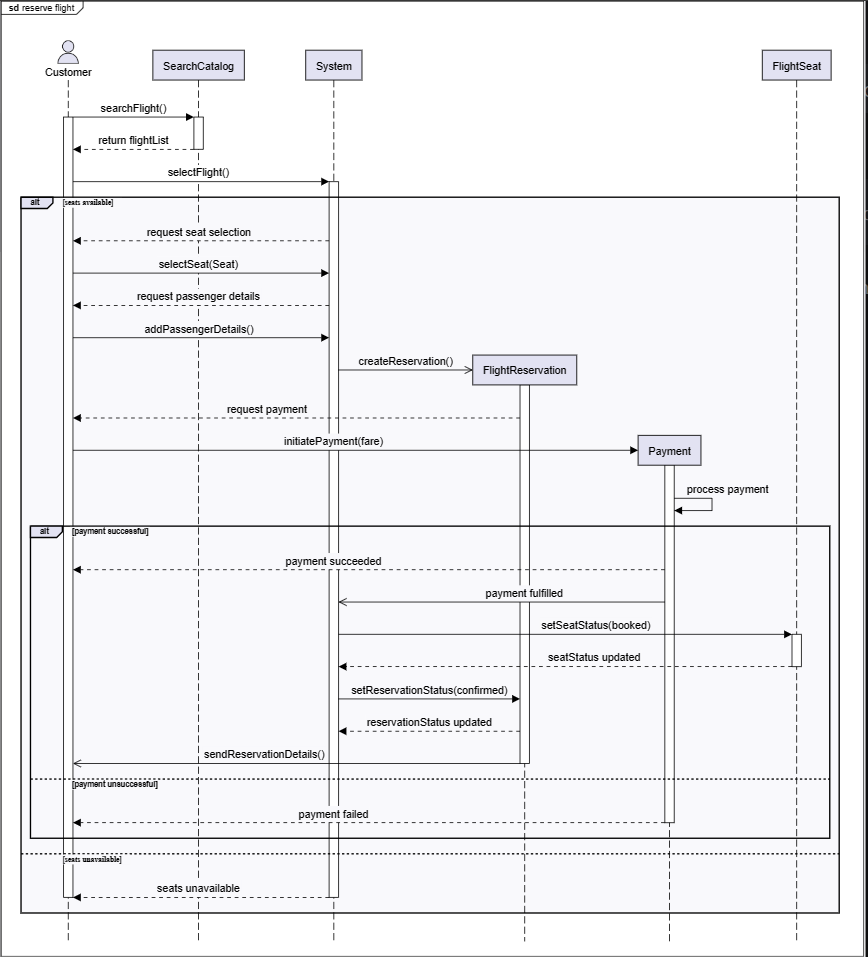 sd reserve flight
Customer
SearchCatalog
System
FlightSeat
searchFlight()
return flightList
selectFlight()
alt
[seats available]
request seat selection
selectSeat(Seat)
request passenger details
addPassengerDetails()
createReservation()
FlightReservation
request payment
initiatePayment(fare)
Payment
process payment
alt
[payment successful]
payment succeeded
payment fulfilled
setSeatStatus(booked)
seatStatus updated
setReservationStatus(confirmed)
reservationStatus updated
sendReservationDetails()
[payment unsuccessful]
payment failed
[seats unavailable]
seats unavailable